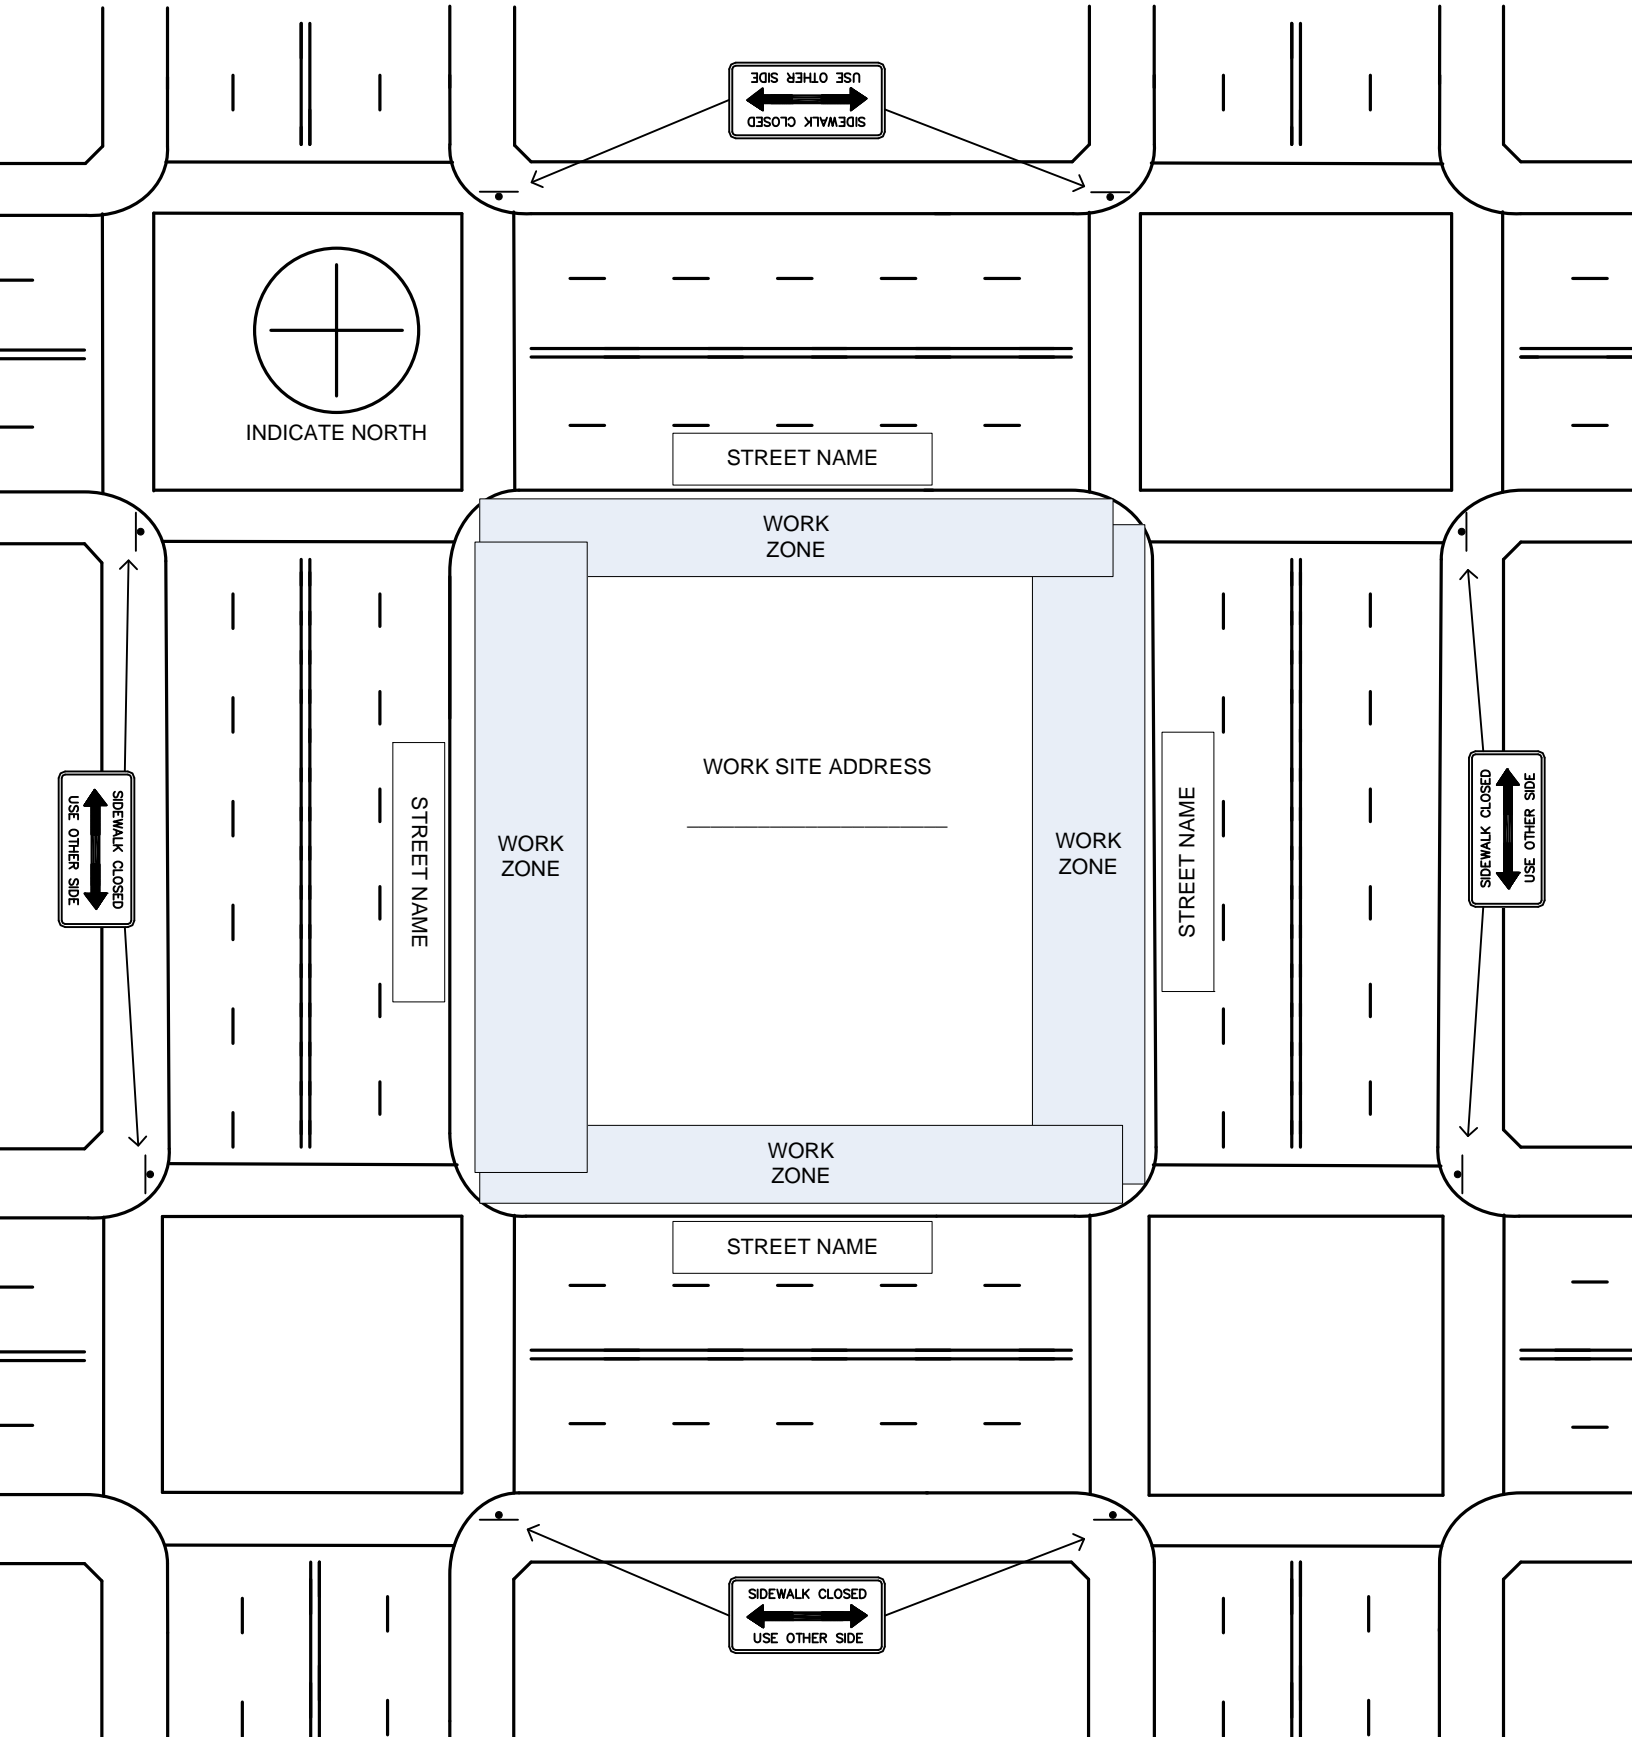 USE OTHER SIDE
SIDEWALK CLOSED
INDICATE NORTH
STREET NAME
WORK
ZONE
WORK SITE ADDRESS
SIDEWALK CLOSED
USE OTHER SIDE
STREET NAME
WORK
ZONE
WORK
ZONE
STREET NAME
SIDEWALK CLOSED
USE OTHER SIDE
WORK
ZONE
STREET NAME
SIDEWALK CLOSED
USE OTHER SIDE